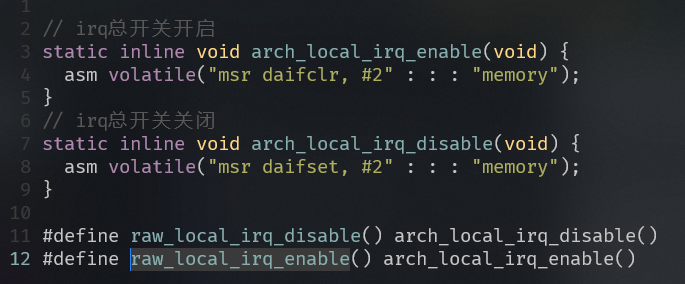 1
2 // irq总开关开启
3 static inline void arch_local_irq_enable(void) {
4   asm volatile("msr daifclr, #2" : : : "memory");
5 }
6 // irq总开关关闭
7 static inline void arch_local_irq_disable(void) {
8   asm volatile("msr daifset, #2" : : : "memory");
9 }
10
11 #define raw_local_irq_disable() arch_local_irq_disable()
12 #define raw_local_irq_enable() arch_local_irq_enable()